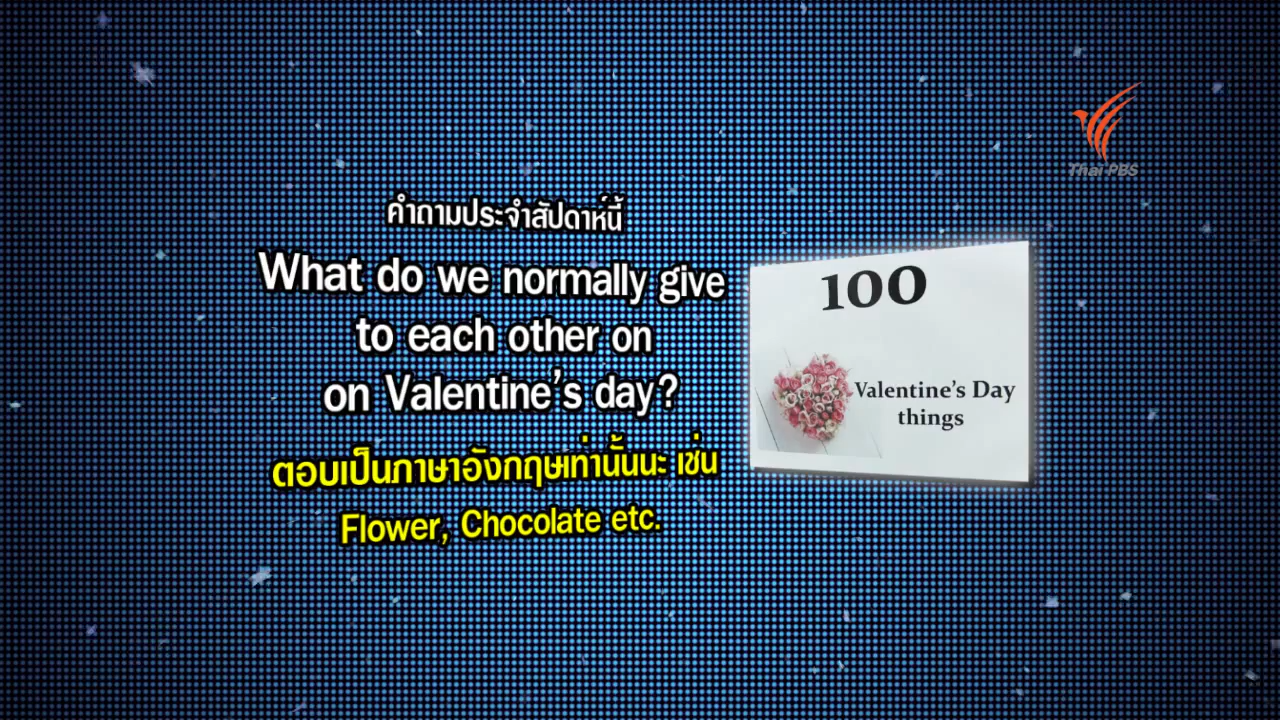 Thai PBS
คำถามประจำสัปดาห์นี้
What do we normally give
to each other on
on Valentine's day?
ตอบเป็นภาษาอังกฤษเท่านั้นนะ เช่น
Flower, Chocolate etc.
100
Valentine's Day
things